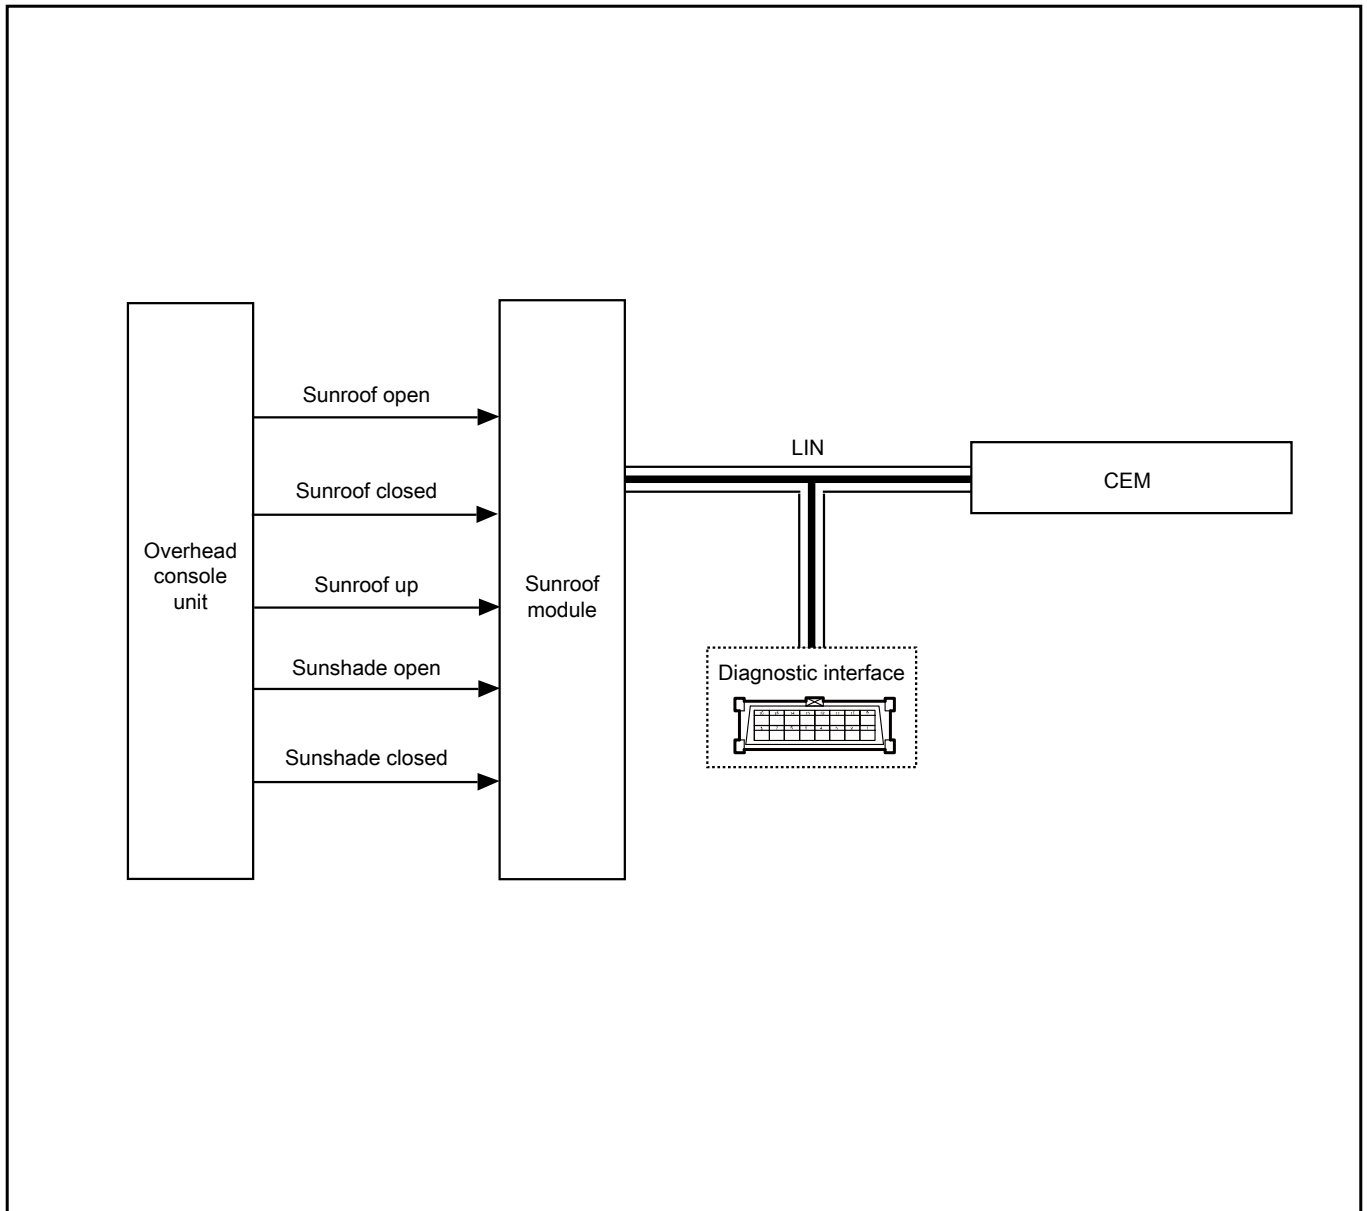 Sunroof open
Sunroof closed
Sunroof up
Sunshade open
Sunshade closed
Overhead
console
unit
Sunroof
module
LIN
CEM
Diagnostic interface